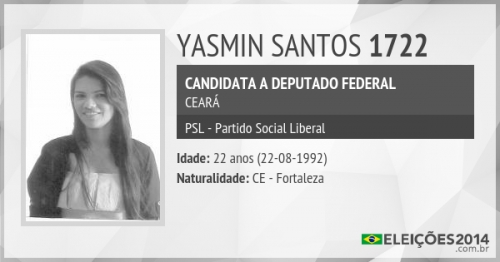 YASMIN SANTOS 1722
CANDIDATA A DEPUTADO FEDERAL
CEARÁ
PSL - Partido Social Liberal
Idade: 22 anos (22-08-1992)
Naturalidade: CE - Fortaleza
ELEIÇÕES2014
.com.br